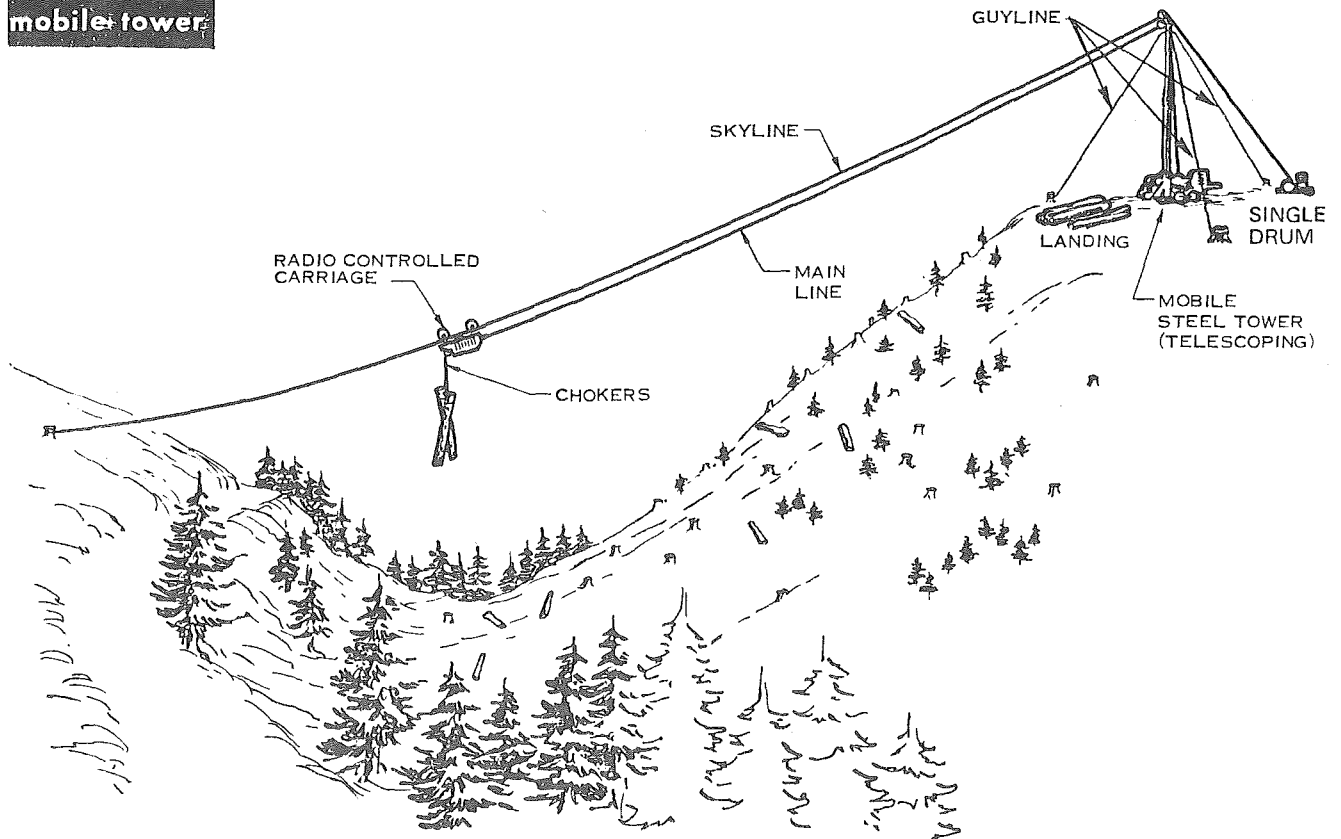 mobile tower
GUYLINE
SKYLINE
SINGLE
DRUM
LANDING
RADIO CONTROLLED
CARRIAGE
MAIN
LINE
MOBILE
STEEL TOWER
(TELESCOPING)
CHOKERS